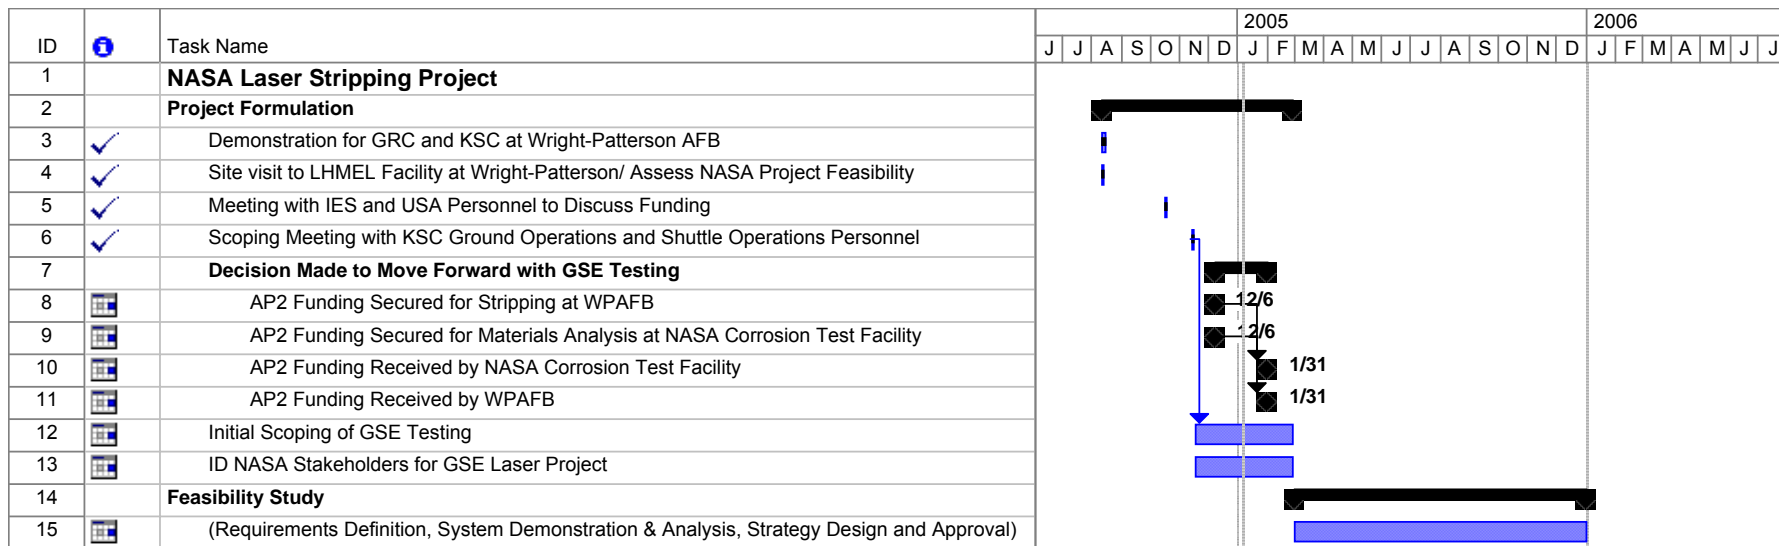 2005 2006
ID Task Name J J A S O N D J F M A M J J A S O N D J F M A M J J
1 NASA Laser Stripping Project
2 Project Formulation
3 Demonstration for GRC and KSC at Wright-Patterson AFB
4 Site visit to LHMEL Facility at Wright-Patterson/ Assess NASA Project Feasibility
5 Meeting with IES and USA Personnel to Discuss Funding
6 Scoping Meeting with KSC Ground Operations and Shuttle Operations Personnel
7 Decision Made to Move Forward with GSE Testing
8 AP2 Funding Secured for Stripping at WPAFB 12/6
9 AP2 Funding Secured for Materials Analysis at NASA Corrosion Test Facility 12/6
10 AP2 Funding Received by NASA Corrosion Test Facility 1/31
11 AP2 Funding Received by WPAFB 1/31
12 Initial Scoping of GSE Testing
13 ID NASA Stakeholders for GSE Laser Project
14 Feasibility Study
15 (Requirements Definition, System Demonstration & Analysis, Strategy Design and Approval)